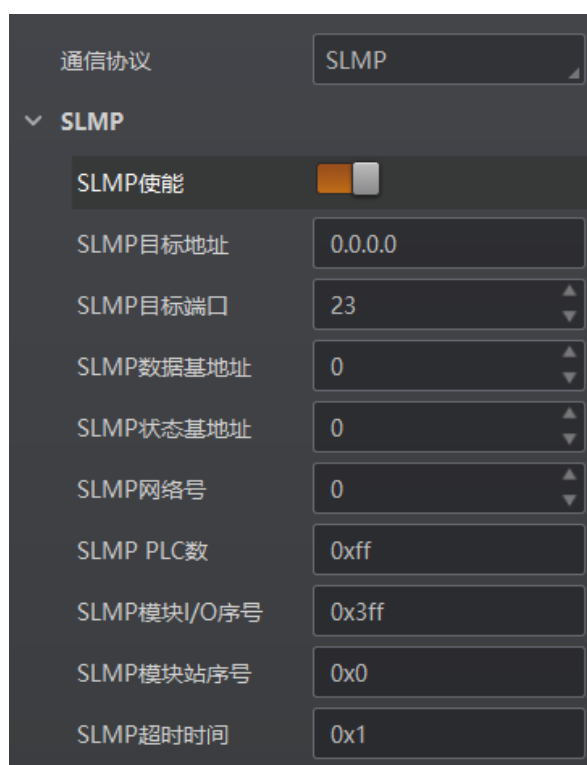 通信协议 SLMP
SLMP
SLMP使能
SLMP目标地址 0.0.0.0
SLMP目标端口 23
SLMP数据基地址 0
SLMP状态基地址 0
SLMP网络号 0
SLMP PLC数 0xff
SLMP模块I/O序号 0x3ff
SLMP模块站序号 0x0
SLMP超时时间 0x1